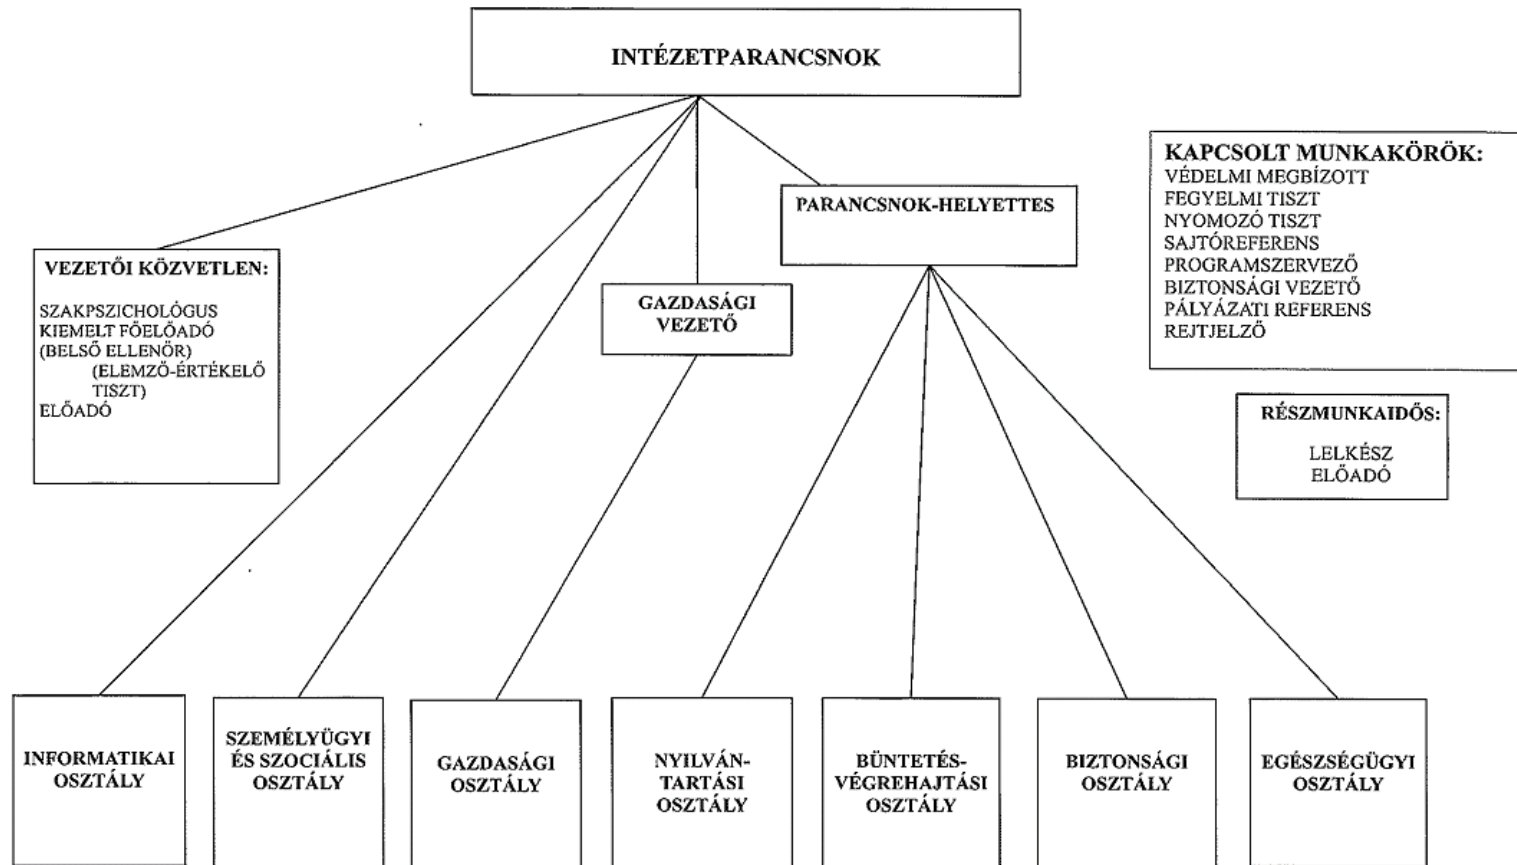 INTÉZETPARANCSNOK
KAPCSOLT MUNKAKÖRÖK:
VÉDELMI MEGBÍZOTT
FEGYELMI TISZT
NYOMOZÓ TISZT
SAJTÓREFERENS
PROGRAMSZERVEZŐ
BIZTONSÁGI VEZETŐ
PÁLYÁZATI REFERENS
REJTJELZŐ
PARANCSNOK-HELYETTES
VEZETŐI KÖZVETLEN:
SZAKPSZICHOLÓGUS
KIEMELT FŐELŐADÓ
(BELSŐ ELLENŐR)
(ELEMZŐ-ÉRTÉKELŐ
TISZT)
ELŐADÓ
GAZDASÁGI
VEZETŐ
RÉSZMUNKAIDŐS:
LELKÉSZ
ELŐADÓ
INFORMATIKAI
OSZTÁLY
SZEMÉLYÜGYI
ÉS SZOCIÁLIS
OSZTÁLY
GAZDASÁGI
OSZTÁLY
NYILVÁN-
TARTÁSI
OSZTÁLY
BÜNTETÉS-
VÉGREHAJTÁSI
OSZTÁLY
BIZTONSÁGI
OSZTÁLY
EGÉSZSÉGÜGYI
OSZTÁLY